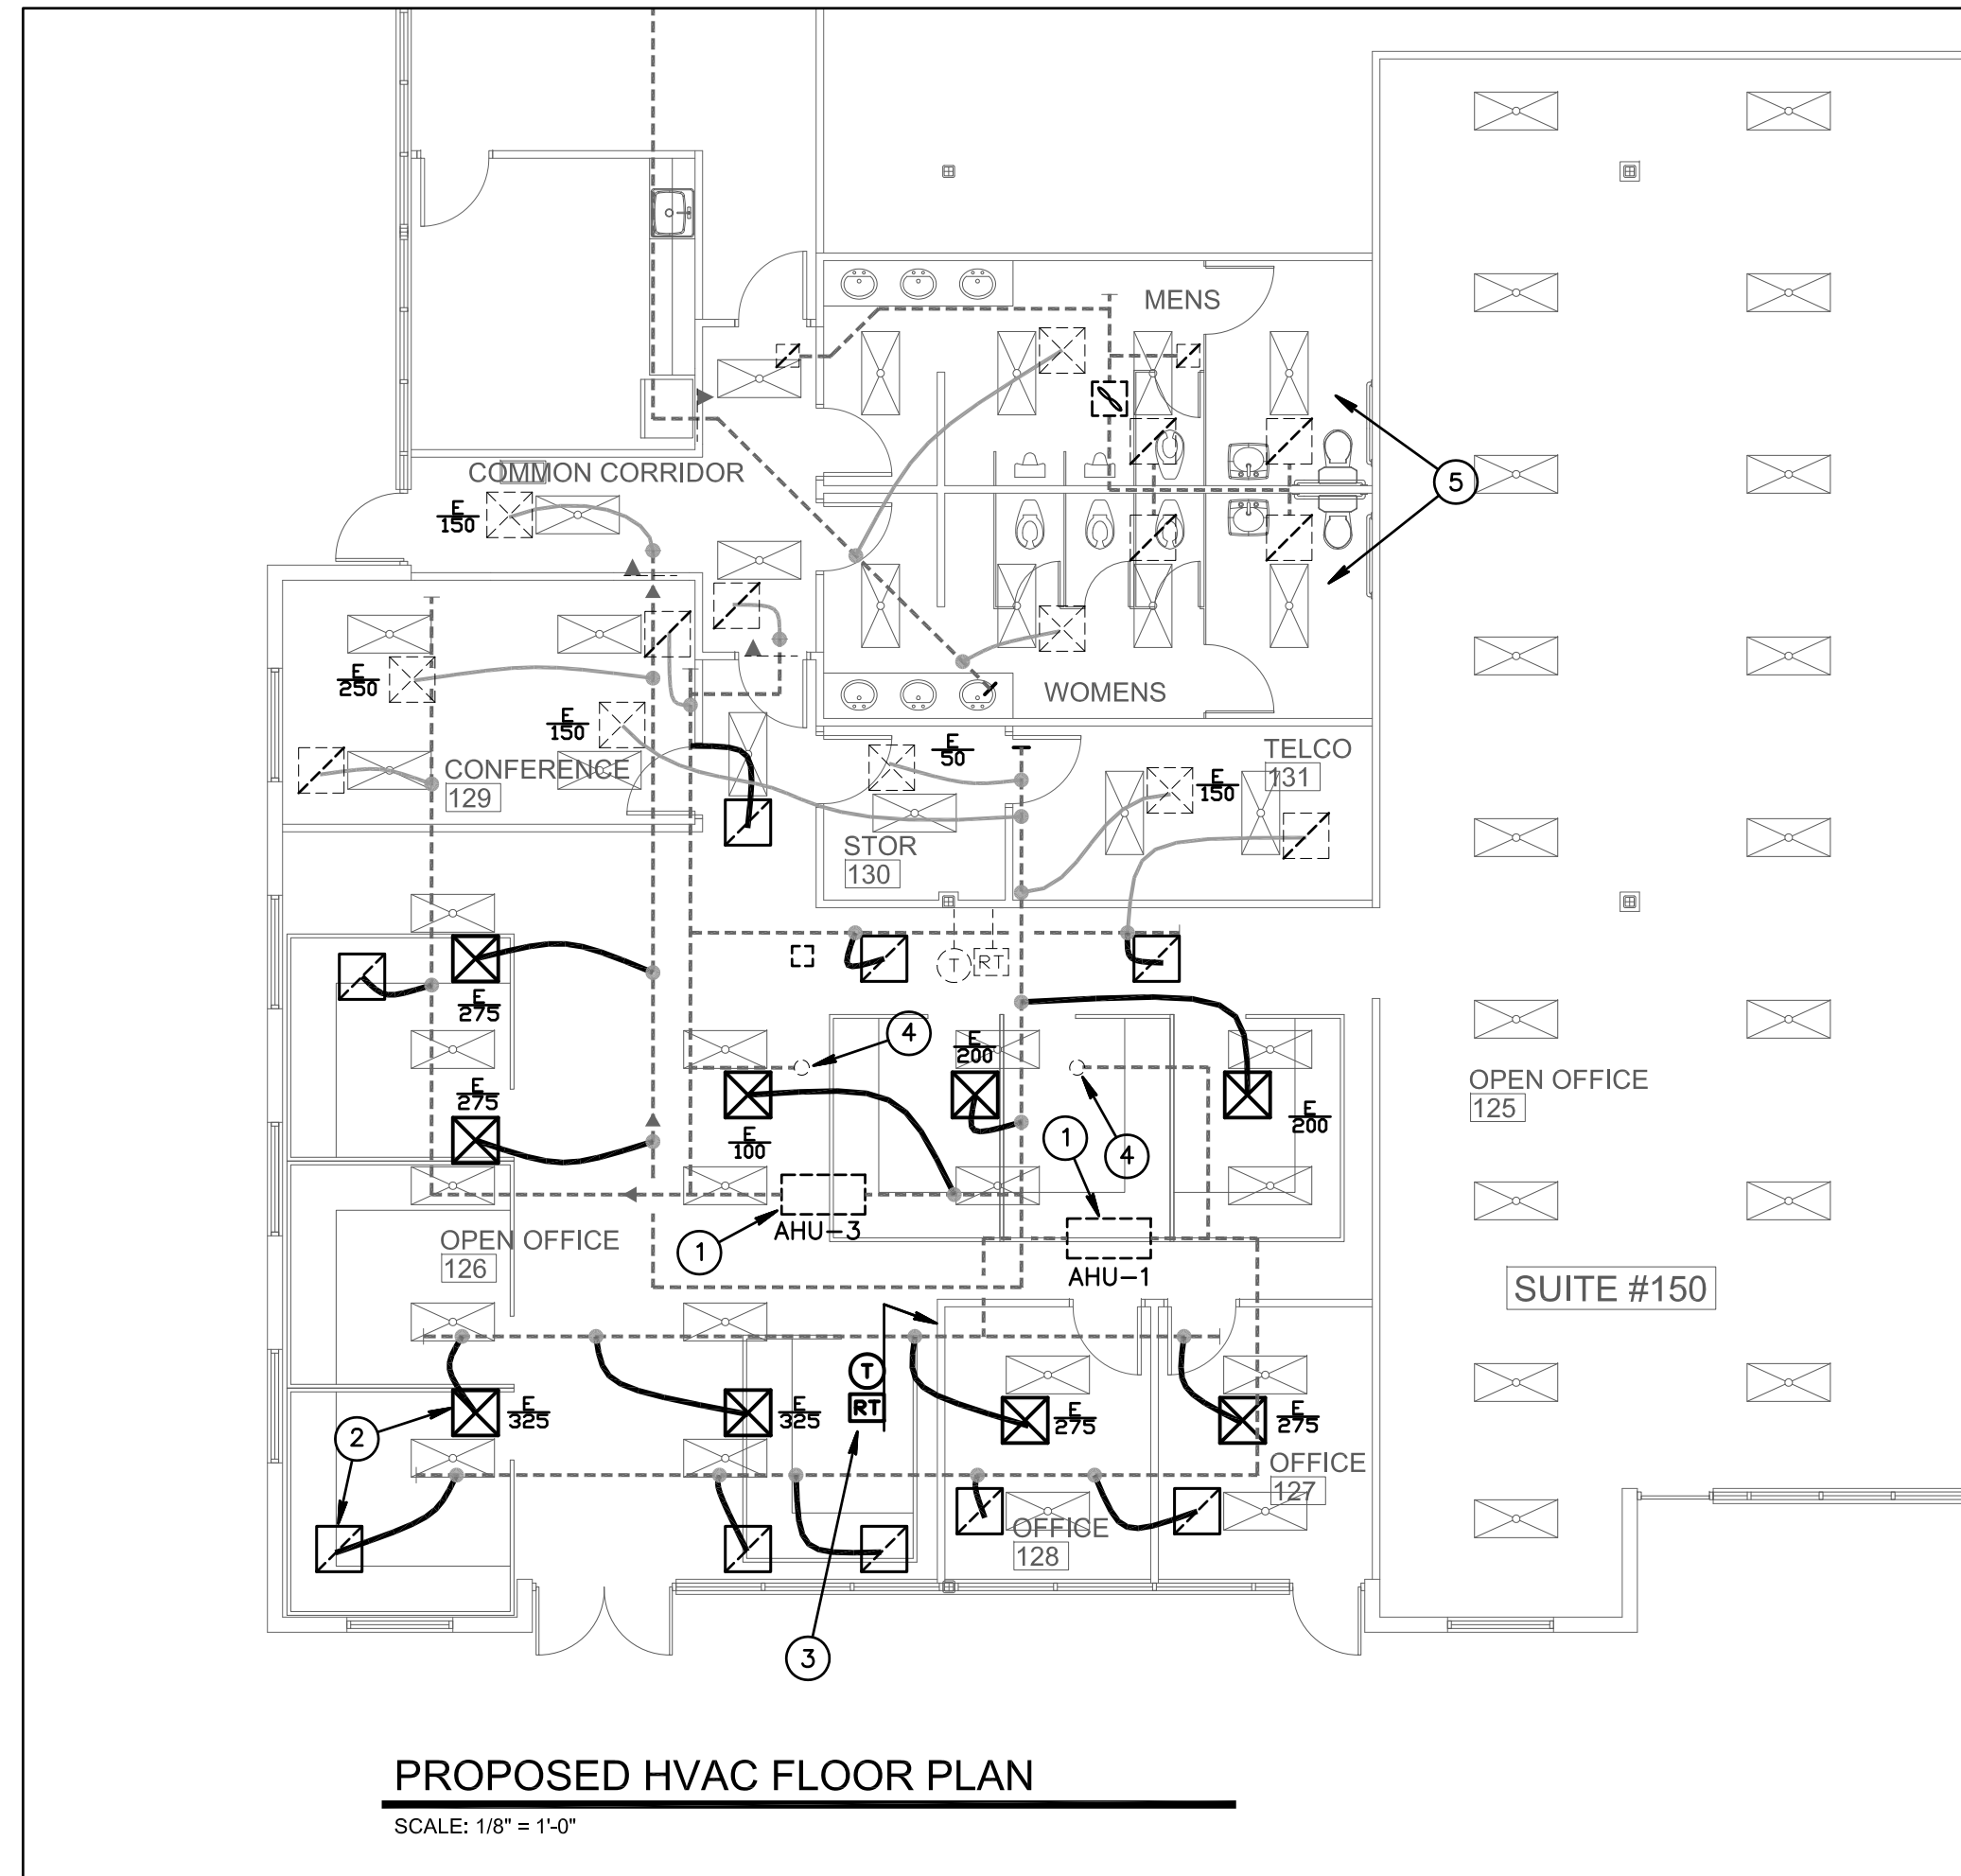 MENS
COMMON CORRIDOR
5
E
150
E
250
WOMENS
E
150
E
50
TELCO
131
E
150
CONFERENCE
129
STOR
130
T
RT
E
275
4
E
200
E
275
OPEN OFFICE
125
E
100
1
4
E
200
AHU-3
1
OPEN OFFICE
126
AHU-1
SUITE #150
T
RT
E
325
E
325
E
275
E
275
2
OFFICE
127
OFFICE
128
3
PROPOSED HVAC FLOOR PLAN
SCALE: 1/8" = 1'-0"